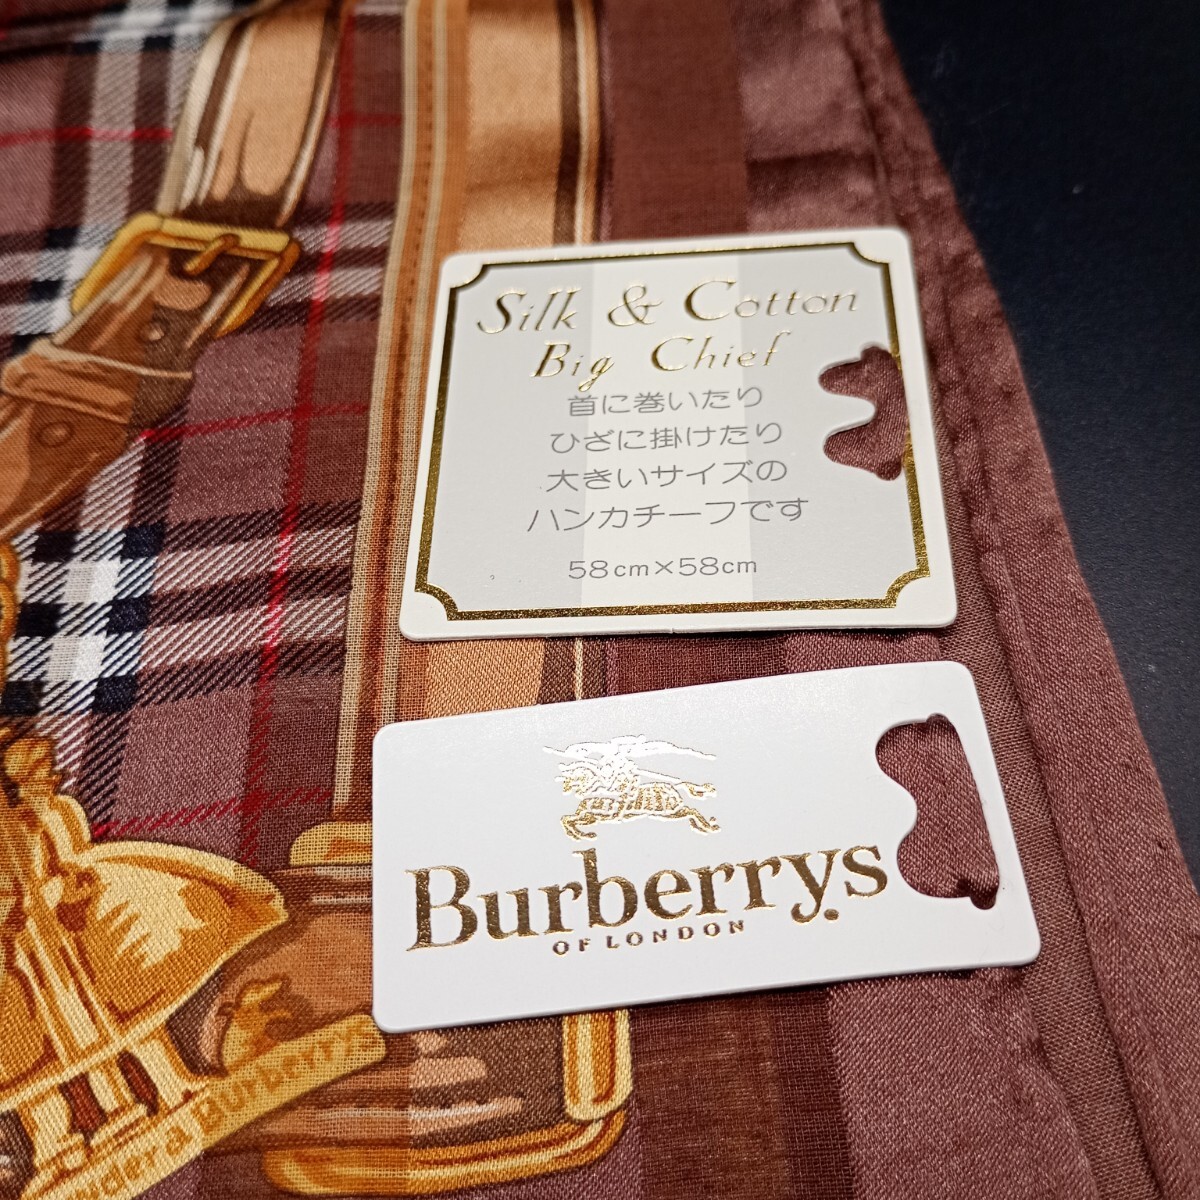 Silk & Cotton
Big Chief
首に巻いたり
ひざに掛けたり
大きいサイズの
ハンカチーフです
58cm×58cm
Burberrys
OF LONDON
Burberrys